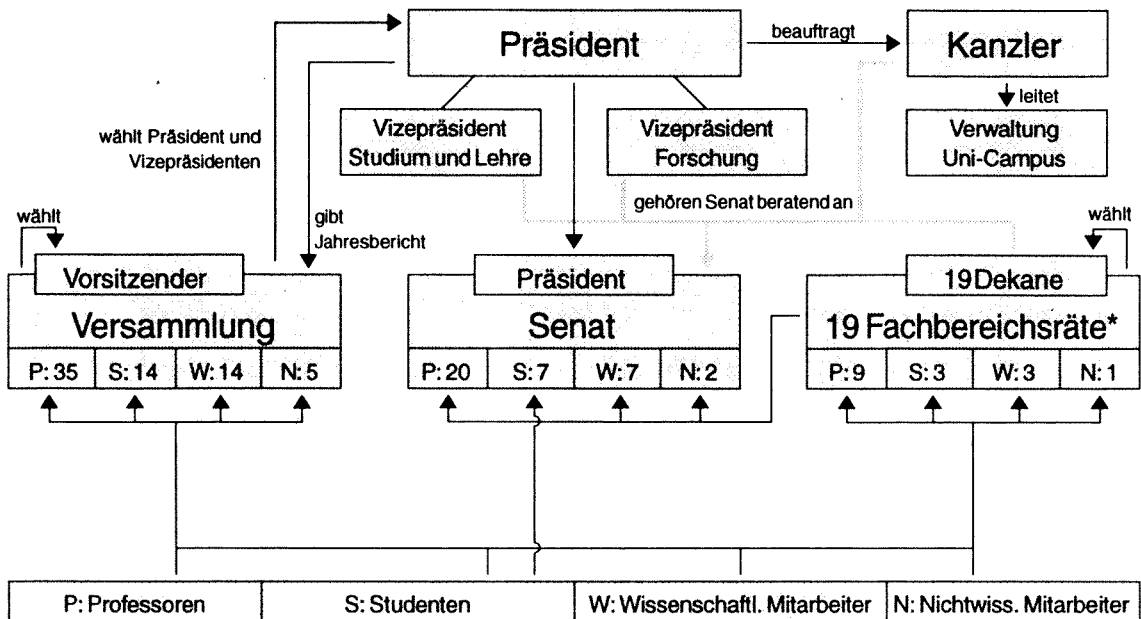 Präsident
beauftragt
Kanzler
leitet
wählt Präsident und
Vizepräsidenten
Vizepräsident
Studium und Lehre
Vizepräsident
Forschung
Verwaltung
Uni-Campus
gehören Senat beratend an
wählt
gibt
Jahresbericht
wählt
Vorsitzender
Versammlung
P: 35 S: 14 W: 14 N: 5
Präsident
Senat
P: 20 S: 7 W: 7 N: 2
19 Dekane
19 Fachbereichsräte*
P: 9 S: 3 W: 3 N: 1
P: Professoren S: Studenten W: Wissenschaftl. Mitarbeiter N: Nichtwiss. Mitarbeiter